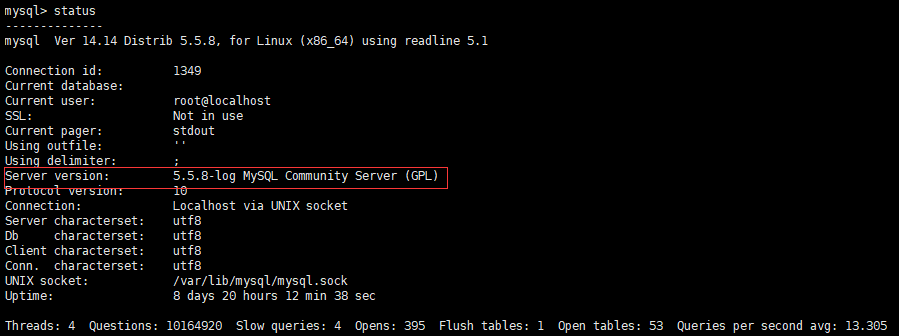 mysql> status
--------------
mysql  Ver 14.14 Distrib 5.5.8, for Linux (x86_64) using readline 5.1
Connection id:          1349
Current database:
Current user:           root@localhost
SSL:                    Not in use
Current pager:          stdout
Using outfile:          ''
Using delimiter:        ;
Server version:         5.5.8-log MySQL Community Server (GPL)
Protocol version:       10
Connection:             Localhost via UNIX socket
Server characterset:    utf8
Db     characterset:    utf8
Client characterset:    utf8
Conn.  characterset:    utf8
UNIX socket:            /var/lib/mysql/mysql.sock
Uptime:                 8 days 20 hours 12 min 38 sec
Threads: 4  Questions: 10164920  Slow queries: 4  Opens: 395  Flush tables: 1  Open tables: 53  Queries per second avg: 13.305